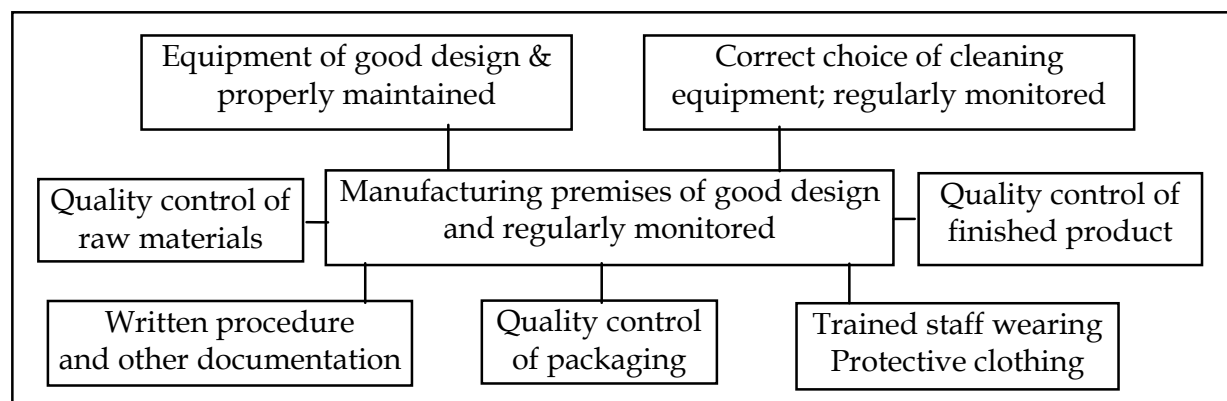 Equipment of good design &
properly maintained
Correct choice of cleaning
equipment; regularly monitored
Quality control of
raw materials
Manufacturing premises of good design
and regularly monitored
Quality control of
finished product
Written procedure
and other documentation
Quality control
of packaging
Trained staff wearing
Protective clothing